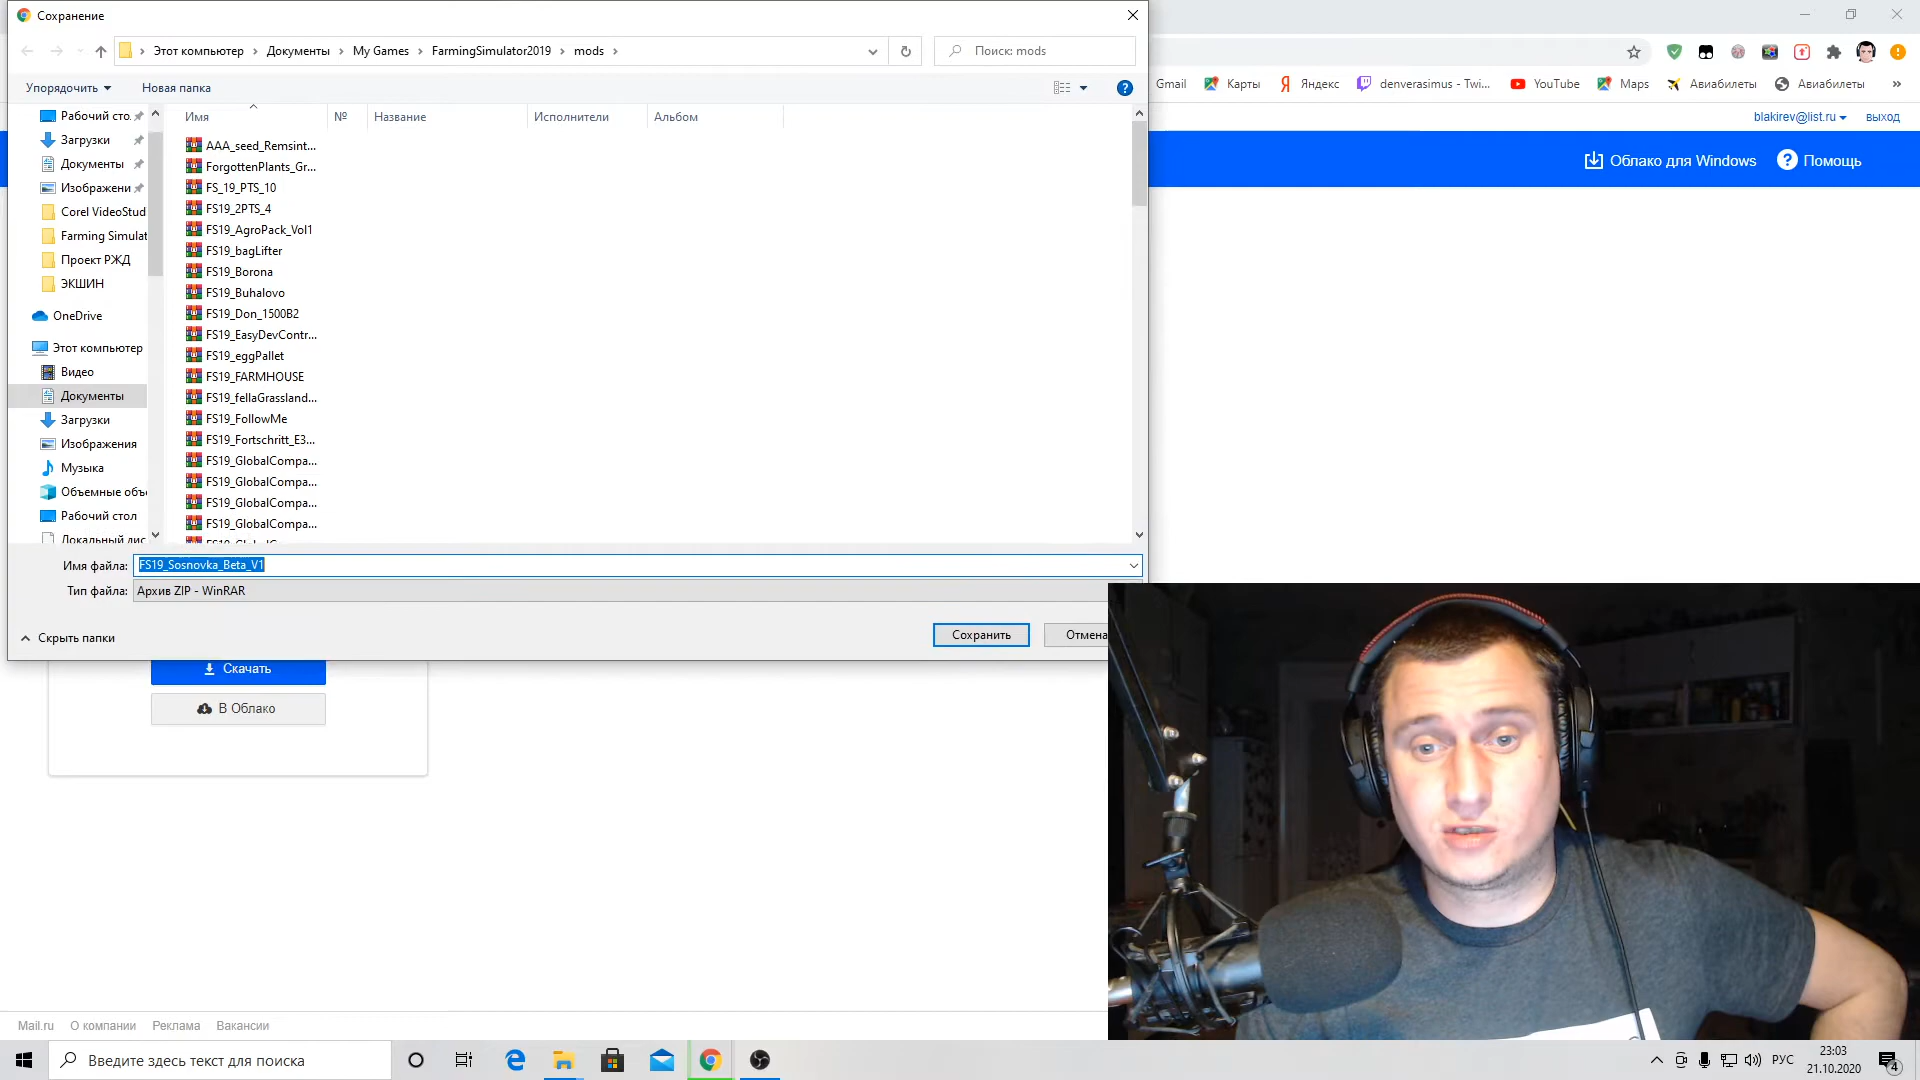 Сохранение
Этот компьютер › Документы › My Games › FarmingSimulator2019 › mods ›
Поиск: mods
Упорядочить
Новая папка
Gmail
Карты
Яндекс
denverasimus - Twi...
YouTube
Maps
Авиабилеты
Авиабилеты
»
blakirev@list.ru
выход
Облако для Windows
Помощь
Рабочий сто.
Загрузки
Документы
Изображени
Corel VideoStud
Farming Simulat
Проект РЖД
ЭКШИН
OneDrive
Этот компьютер
Видео
Документы
Загрузки
Изображения
Музыка
Объемные объе
Рабочий стол
Локальный дис
Имя
№
Название
Исполнители
Альбом
AAA_seed_Remsint...
ForgottenPlants_Gr...
FS_19_PTS_10
FS19_2PTS_4
FS19_AgroPack_Vol1
FS19_bagLifter
FS19_Borona
FS19_Buhalovo
FS19_Don_1500B2
FS19_EasyDevContr...
FS19_eggPallet
FS19_FARMHOUSE
FS19_fellaGrassland...
FS19_FollowMe
FS19_Fortschritt_E3...
FS19_GlobalCompa...
FS19_GlobalCompa...
FS19_GlobalCompa...
FS19_GlobalCompa...
Имя файла:
FS19_Sosnovka_Beta_V1
Тип файла:
Архив ZIP - WinRAR
Скрыть папки
Сохранить
Отмена
Скачать
В Облако
Mail.ru
О компании
Реклама
Вакансии
Введите здесь текст для поиска
РУС
23:03
21.10.2020
4